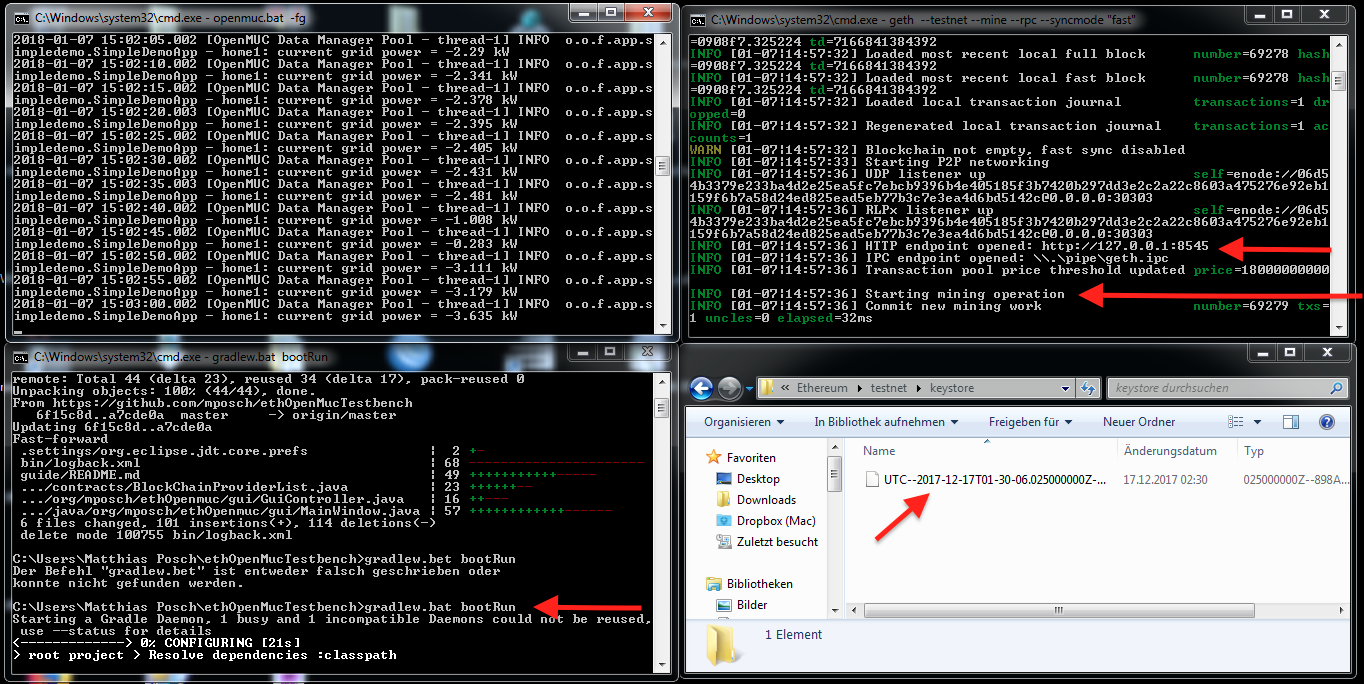 C:\Windows\system32\cmd.exe - openmuc.bat -fg
2018-01-07 15:02:05.002 [OpenMUC Data Manager Pool - thread-1] INFO  o.o.f.app.s
impledemo.SimpleDemoApp - home1: current grid power = -2.29 kW
2018-01-07 15:02:10.002 [OpenMUC Data Manager Pool - thread-1] INFO  o.o.f.app.s
impledemo.SimpleDemoApp - home1: current grid power = -2.341 kW
2018-01-07 15:02:15.002 [OpenMUC Data Manager Pool - thread-1] INFO  o.o.f.app.s
impledemo.SimpleDemoApp - home1: current grid power = -2.378 kW
2018-01-07 15:02:20.003 [OpenMUC Data Manager Pool - thread-1] INFO  o.o.f.app.s
impledemo.SimpleDemoApp - home1: current grid power = -2.395 kW
2018-01-07 15:02:25.002 [OpenMUC Data Manager Pool - thread-1] INFO  o.o.f.app.s
impledemo.SimpleDemoApp - home1: current grid power = -2.405 kW
2018-01-07 15:02:30.002 [OpenMUC Data Manager Pool - thread-1] INFO  o.o.f.app.s
impledemo.SimpleDemoApp - home1: current grid power = -2.431 kW
2018-01-07 15:02:35.003 [OpenMUC Data Manager Pool - thread-1] INFO  o.o.f.app.s
impledemo.SimpleDemoApp - home1: current grid power = -2.481 kW
2018-01-07 15:02:40.002 [OpenMUC Data Manager Pool - thread-1] INFO  o.o.f.app.s
impledemo.SimpleDemoApp - home1: current grid power = -1.008 kW
2018-01-07 15:02:45.002 [OpenMUC Data Manager Pool - thread-1] INFO  o.o.f.app.s
impledemo.SimpleDemoApp - home1: current grid power = -0.283 kW
2018-01-07 15:02:50.002 [OpenMUC Data Manager Pool - thread-1] INFO  o.o.f.app.s
impledemo.SimpleDemoApp - home1: current grid power = -3.111 kW
2018-01-07 15:02:55.002 [OpenMUC Data Manager Pool - thread-1] INFO  o.o.f.app.s
impledemo.SimpleDemoApp - home1: current grid power = -3.179 kW
2018-01-07 15:03:00.002 [OpenMUC Data Manager Pool - thread-1] INFO  o.o.f.app.s
impledemo.SimpleDemoApp - home1: current grid power = -3.635 kW
C:\Windows\system32\cmd.exe - geth --testnet --mine --rpc --syncmode "fast"
=0908f7.325224 td=7166841384392
INFO [01-07|14:57:32] Loaded most recent local full block      number=69278 hash
=0908f7.325224 td=7166841384392
INFO [01-07|14:57:32] Loaded most recent local fast block      number=69278 hash
=0908f7.325224 td=7166841384392
INFO [01-07|14:57:32] Loaded local transaction journal         transactions=1 dr
opped=0
INFO [01-07|14:57:32] Regenerated local transaction journal    transactions=1 ac
counts=1
WARN [01-07|14:57:32] Blockchain not empty, fast sync disabled
INFO [01-07|14:57:33] Starting P2P networking
INFO [01-07|14:57:36] UDP listener up                          self=enode://06d5
4b3379e233ba4d2e25ea5fc7ebcb9396b4e405185f3b7420b297dd3e2c2a22c8603a475276e92eb1
159f6b16a7a58d24ed825ead67b3c7e3ea4d6bd5142c@0.0.0.0:30303
INFO [01-07|14:57:36] RLPx listener up                         self=enode://06d5
4b3379e233ba4d2e25ea5fc7ebcb9396b4e405185f3b7420b297dd3e2c2a22c8603a475276e92eb1
159f6b16a7a58d24ed825ead67b3c7e3ea4d6bd5142c@0.0.0.0:30303
INFO [01-07|14:57:36] HTTP endpoint opened: http://127.0.0.1:8545
INFO [01-07|14:57:36] IPC endpoint opened: \\.\pipe\geth.ipc
INFO [01-07|14:57:36] Transaction pool price threshold updated price=18000000000
INFO [01-07|14:57:36] Starting mining operation
INFO [01-07|14:57:36] Commit new mining work                   number=69279 txs=
1 uncles=0 elapsed=32ms
C:\Windows\system32\cmd.exe - gradlew.bat bootRun
remote: Total 44 (delta 23), reused 34 (delta 17), pack-reused 0
Unpacking objects: 100% (44/44), done.
From https://github.com/mposch/ethOpenMucTestbench
   6f15c8d..a7cde0a  master     -> origin/master
Updating 6f15c8d..a7cde0a
Fast-forward
 .settings/org.eclipse.jdt.core.prefs               |  2 +-
 bin/logback.xml                                    | 68 ---------------------
 guide/README.md                                    | 49 +++++++++++-----
 .../contracts/BlockChainProviderList.java          | 23 ++++++--
 .../org/mposch/ethOpenmuc/gui/GuiController.java   | 16 ++---
 .../java/org/mposch/ethOpenmuc/gui/MainWindow.java | 57 ++++++++++++------
 6 files changed, 101 insertions(+), 114 deletions(-)
 delete mode 100755 bin/logback.xml
C:\Users\Matthias Posch\ethOpenMucTestbench>gradlew.bet bootRun
Der Befehl "gradlew.bet" ist entweder falsch geschrieben oder
konnte nicht gefunden werden.
C:\Users\Matthias Posch\ethOpenMucTestbench>gradlew.bat bootRun
Starting a Gradle Daemon, 1 busy and 1 incompatible Daemons could not be reused,
 use --status for details
<-------------> 0% CONFIGURING [21s]
> root project > Resolve dependencies :classpath
« Ethereum ▸ testnet ▸ keystore
keystore durchsuchen
Organisieren In Bibliothek aufnehmen Freigeben für Neuer Ordner
Name Änderungsdatum Typ
Favoriten
Desktop
Downloads
Dropbox (Mac)
Zuletzt besucht
Bibliotheken
Bilder
UTC--2017-12-17T01-30-06.025000000Z-... 17.12.2017 02:30 025000000Z--898A...
1 Element